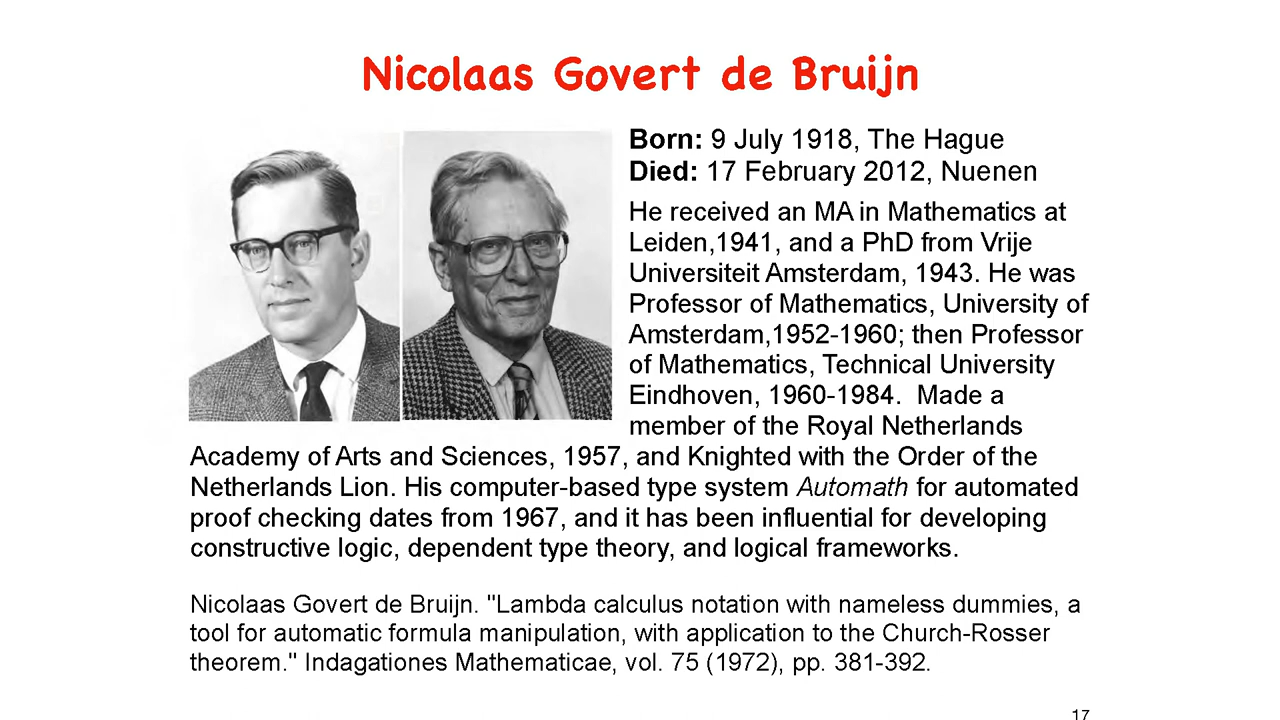 Nicolaas Govert de Bruijn
Born: 9 July 1918, The Hague
Died: 17 February 2012, Nuenen
He received an MA in Mathematics at
Leiden,1941, and a PhD from Vrije
Universiteit Amsterdam, 1943. He was
Professor of Mathematics, University of
Amsterdam,1952-1960; then Professor
of Mathematics, Technical University
Eindhoven, 1960-1984.  Made a
member of the Royal Netherlands
Academy of Arts and Sciences, 1957, and Knighted with the Order of the
Netherlands Lion. His computer-based type system Automath for automated
proof checking dates from 1967, and it has been influential for developing
constructive logic, dependent type theory, and logical frameworks.
Nicolaas Govert de Bruijn. "Lambda calculus notation with nameless dummies, a
tool for automatic formula manipulation, with application to the Church-Rosser
theorem." Indagationes Mathematicae, vol. 75 (1972), pp. 381-392.
17